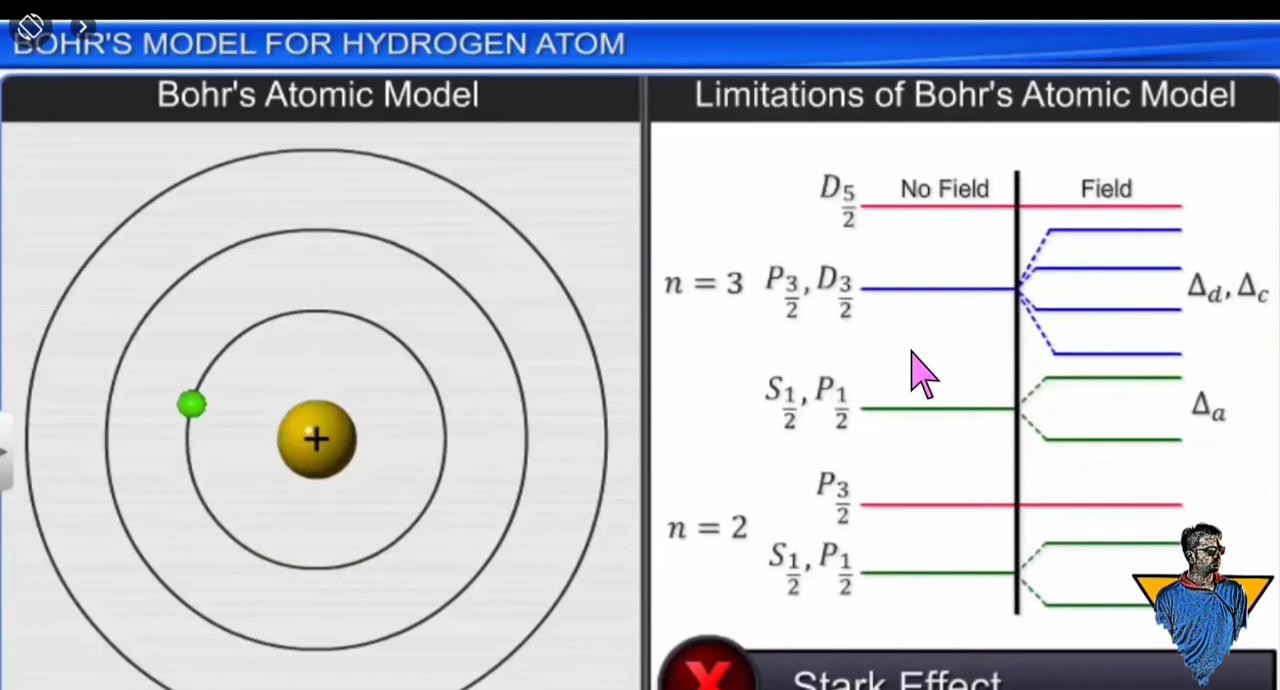 BOHR'S MODEL FOR HYDROGEN ATOM
Bohr's Atomic Model
+
Limitations of Bohr's Atomic Model
No Field Field
D5/2
n = 3 P3/2, D3/2 Δd, Δc
S1/2, P1/2 Δa
P3/2
n = 2
S1/2, P1/2
X Stark Effect